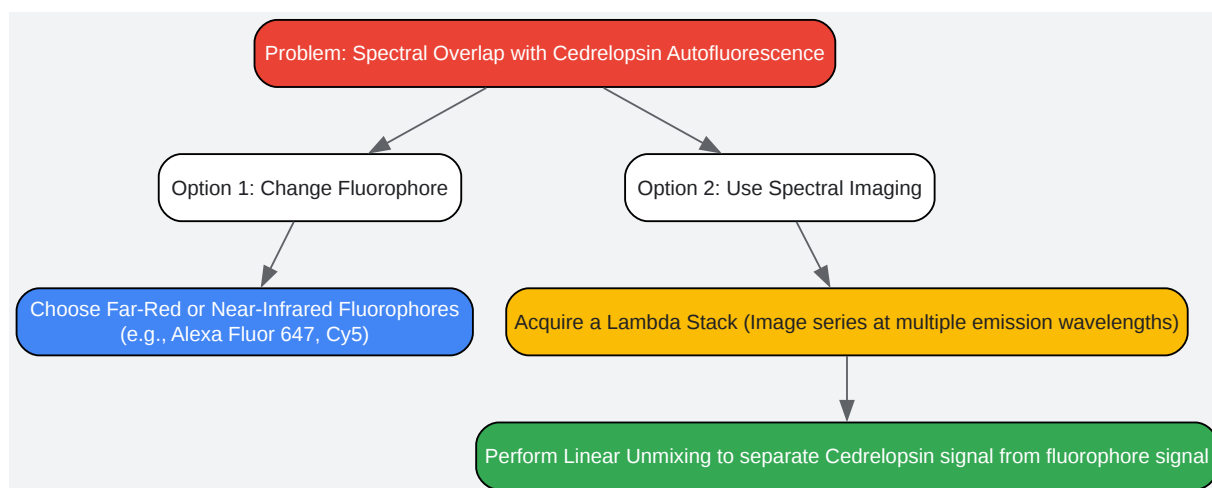 Problem: Spectral Overlap with Cedrelopsin Autofluorescence
Option 1: Change Fluorophore
Option 2: Use Spectral Imaging
Choose Far-Red or Near-Infrared Fluorophores
(e.g., Alexa Fluor 647, Cy5)
Acquire a Lambda Stack (Image series at multiple emission wavelengths)
Perform Linear Unmixing to separate Cedrelopsin signal from fluorophore signal